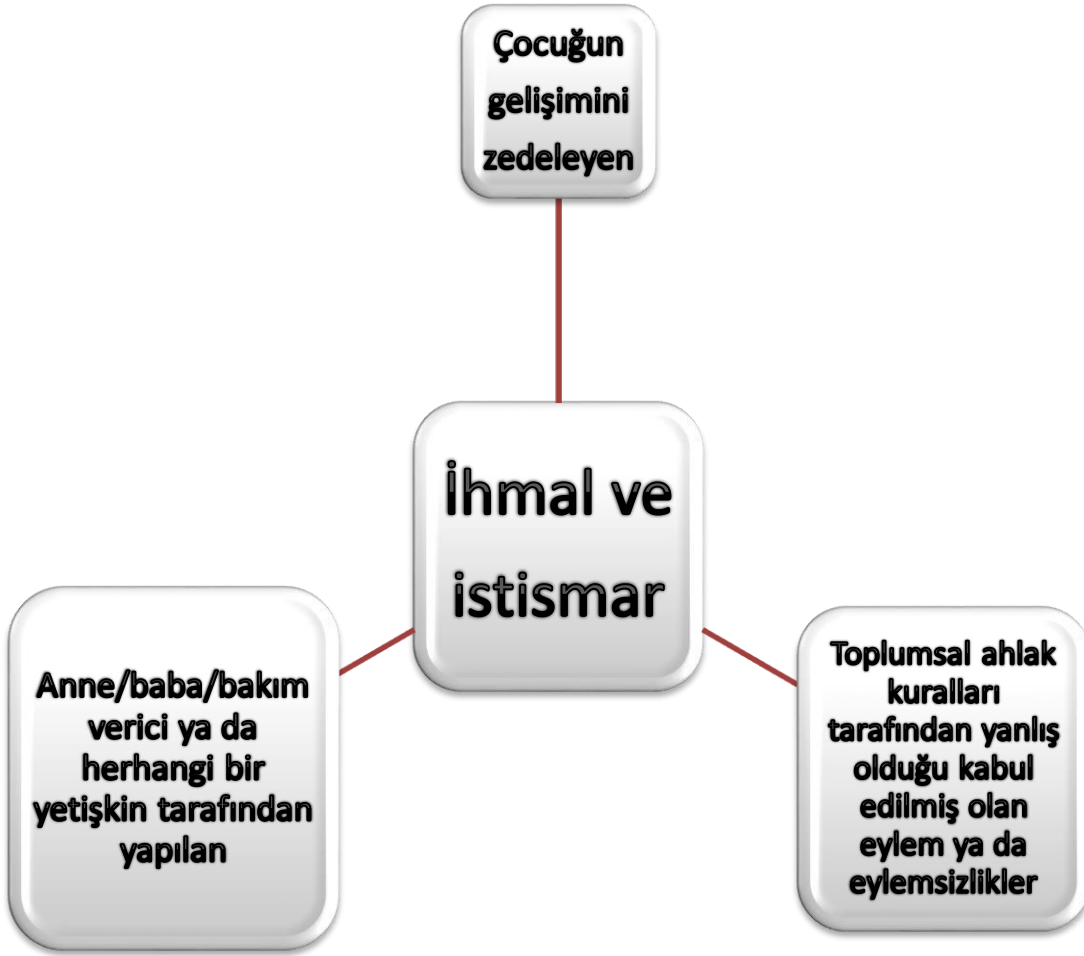 Çocuğun
gelişimini
zedeleyen
İhmal ve
istismar
Anne/baba/bakım
verici ya da
herhangi bir
yetişkin tarafından
yapılan
Toplumsal ahlak
kuralları
tarafından yanlış
olduğu kabul
edilmiş olan
eylem ya da
eylemsizlikler